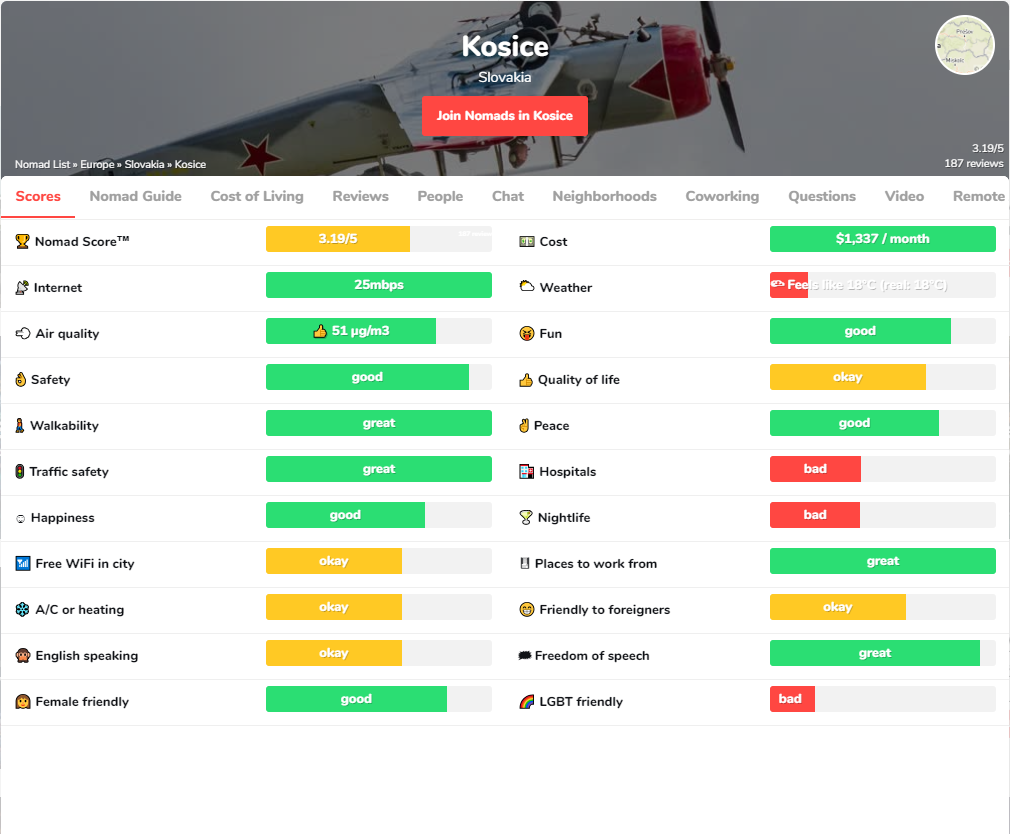 Kosice
Slovakia
Join Nomads in Kosice
Prešov
Miskolc
3.19/5
187 reviews
Nomad List » Europe » Slovakia » Kosice
Scores Nomad Guide Cost of Living Reviews People Chat Neighborhoods Coworking Questions Video Remote
Nomad Score™ 3.19/5 187 reviews Cost $1,337 / month
Internet 25mbps Weather Feels like 18°C (real: 18°C)
Air quality 👍 51 µg/m3 Fun good
Safety good Quality of life okay
Walkability great Peace good
Traffic safety great Hospitals bad
Happiness good Nightlife bad
Free WiFi in city okay Places to work from great
A/C or heating okay Friendly to foreigners okay
English speaking okay Freedom of speech great
Female friendly good LGBT friendly bad